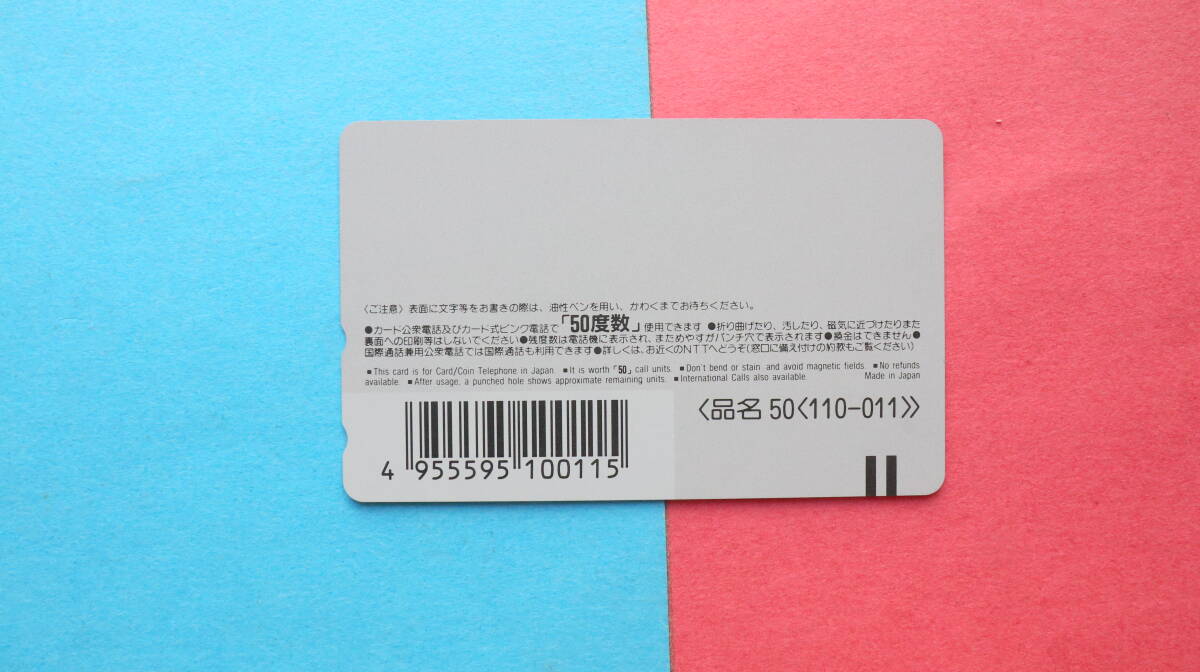 〈ご注意〉表面に文字等をお書きの際は、油性ペンを用い、かわくまでお待ちください。
●カード公衆電話及びカード式ピンク電話で「50度数」使用できます ●折り曲げたり、汚したり、磁気に近づけたりまた
裏面への印刷等はしないでください●残度数は電話機に表示され、まためやすがパンチ穴で表示されます●換金はできません●
国際通話兼用公衆電話では国際通話も利用できます●詳しくは、お近くのNTTへどうぞ(窓口に備え付けの約款もご覧ください)
■This card is for Card/Coin Telephone in Japan. ■It is worth「50」call units. ■Don't bend or stain and avoid magnetic fields. ■No refunds
available. ■After usage, a punched hole shows approximate remaining units. ■International Calls also available. Made in Japan
〈品名 50〈110-011〉〉
4 955595 100115